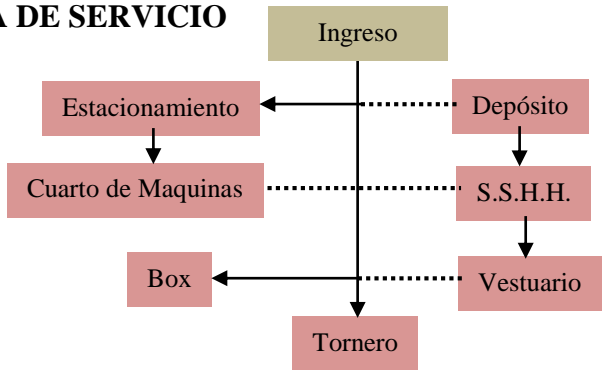 A DE SERVICIO
Ingreso
Estacionamiento
Depósito
Cuarto de Maquinas
S.S.H.H.
Box
Vestuario
Tornero